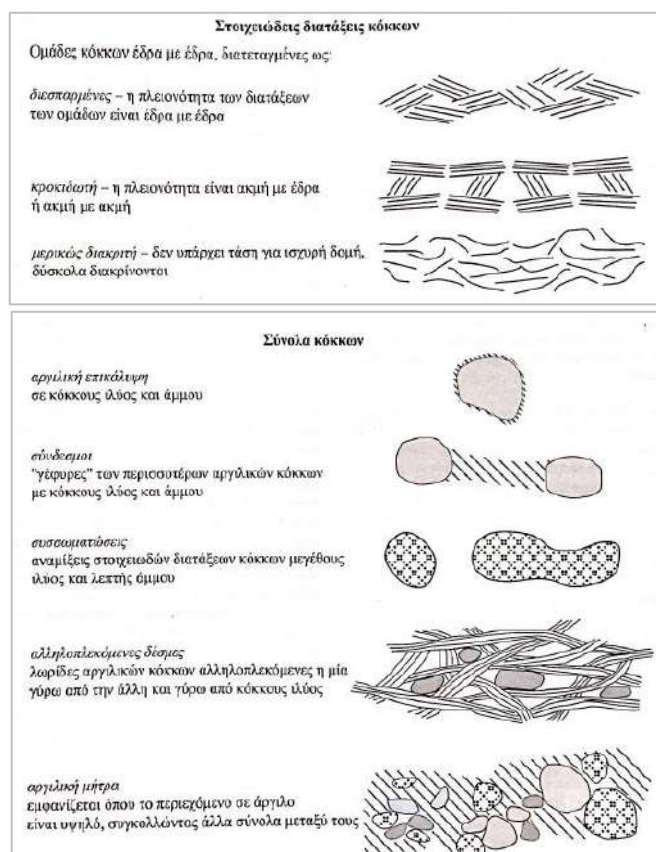 Στοιχειώδεις διατάξεις κόκκων
Ομάδες κόκκων έδρα με έδρα, διατεταγμένες ως:
διεσπαρμένες – η πλειονότητα των διατάξεων
των ομάδων είναι έδρα με έδρα
κροκιδωτή – η πλειονότητα είναι ακμή με έδρα
ή ακμή με ακμή
μερικώς διακριτή – δεν υπάρχει τάση για ισχυρή δομή,
δύσκολα διακρίνονται
Σύνολα κόκκων
αργιλική επικάλυψη
σε κόκκους ιλύος και άμμου
σύνδεσμοι
"γέφυρες" των περισσοτέρων αργιλικών κόκκων
με κόκκους ιλύος και άμμου
συσσωματώσεις
αναμίξεις στοιχειωδών διατάξεων κόκκων μεγέθους
ιλύος και λεπτής άμμου
αλληλοπλεκόμενες δέσμες
λωρίδες αργιλικών κόκκων αλληλοπλεκόμενες η μία
γύρω από την άλλη και γύρω από κόκκους ιλύος
αργιλική μήτρα
εμφανίζεται όπου το περιεχόμενο σε άργιλο
είναι υψηλό, συγκολλώντας άλλα σύνολα μεταξύ τους